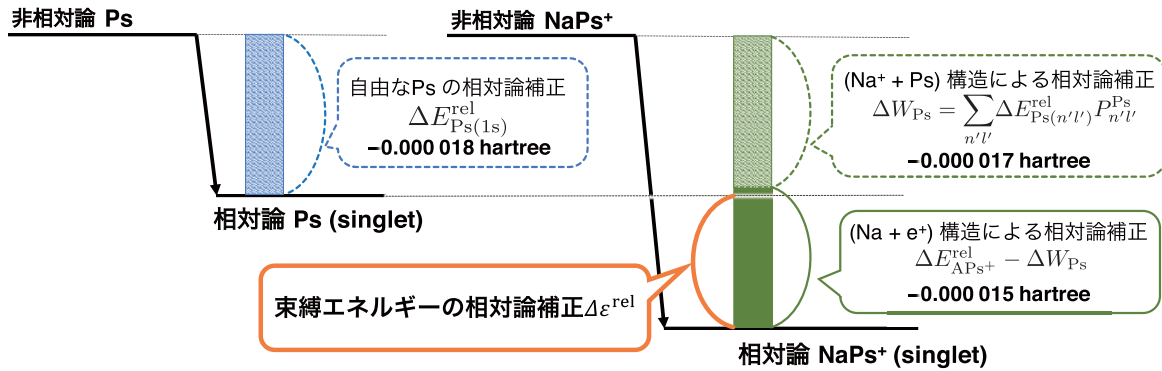 非相対論 Ps
自由なPs の相対論補正
ΔE^rel_Ps(1s)
−0.000 018 hartree
相対論 Ps (singlet)
非相対論 NaPs⁺
(Na⁺ + Ps) 構造による相対論補正
ΔW_Ps = ∑_n′l′ ΔE^rel_Ps(n′l′) P^Ps_n′l′
−0.000 017 hartree
(Na + e⁺) 構造による相対論補正
ΔE^rel_APs⁺ − ΔW_Ps
−0.000 015 hartree
束縛エネルギーの相対論補正Δε^rel
相対論 NaPs⁺ (singlet)